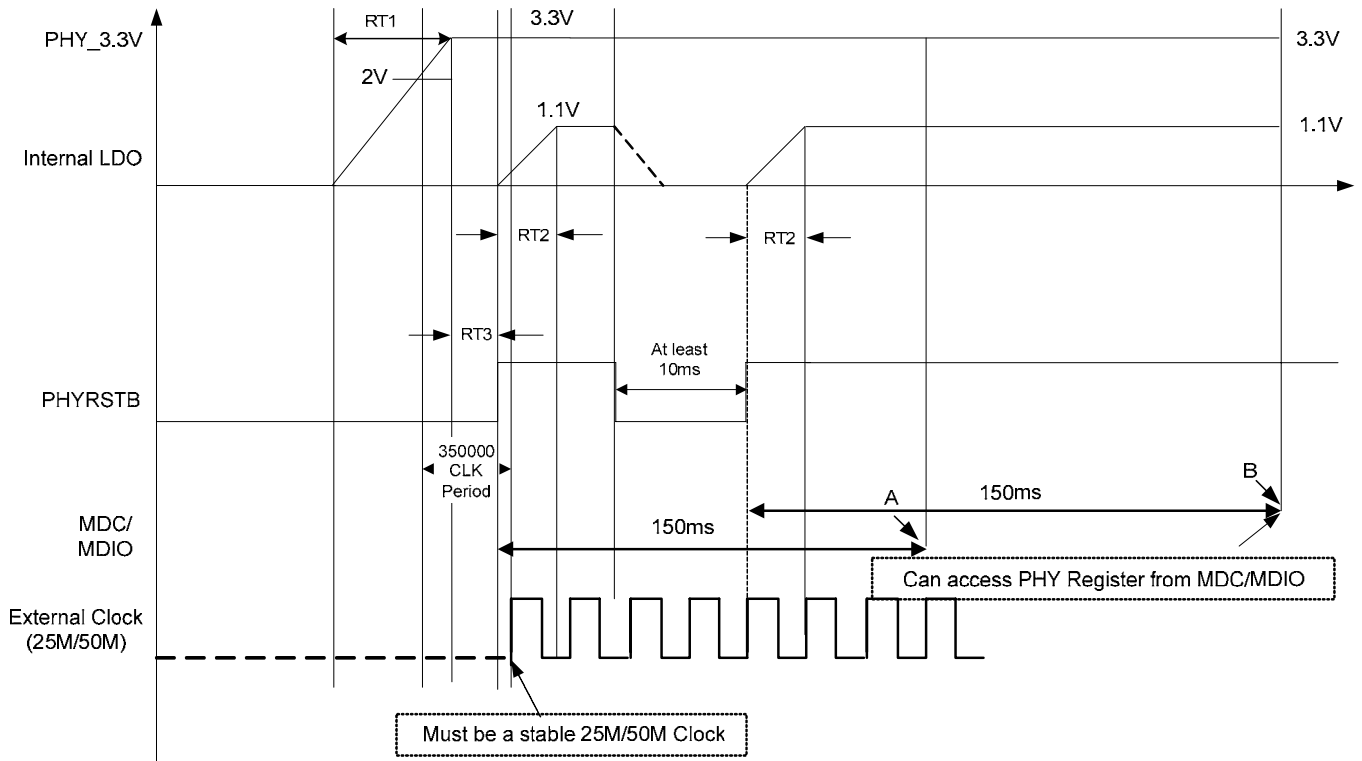 RT1
3.3V
PHY_3.3V
3.3V
2V
1.1V
1.1V
Internal LDO
RT2
RT2
RT3
At least
10ms
PHYRSTB
350000
CLK
Period
B
A
150ms
MDC/
MDIO
150ms
Can access PHY Register from MDC/MDIO
External Clock
(25M/50M)
Must be a stable 25M/50M Clock